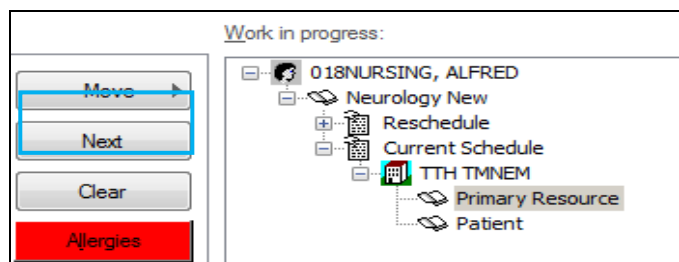 Work in progress:
Move
Next
Clear
Allergies
018NURSING, ALFRED
Neurology New
Reschedule
Current Schedule
TTH TMNEM
Primary Resource
Patient